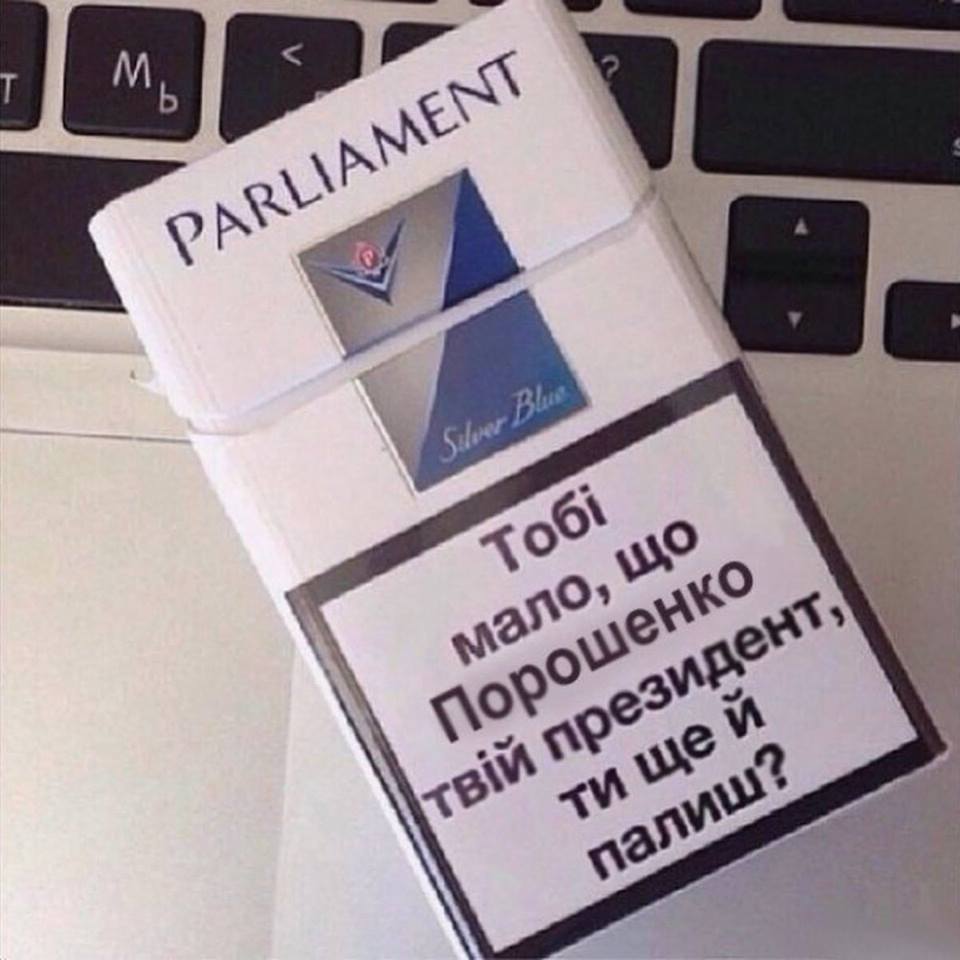 т
М Ь
<
?
PARLIAMENT
P
Silver Blue
Тобі
мало, що
Порошенко
твій президент,
ти ще й
палиш?